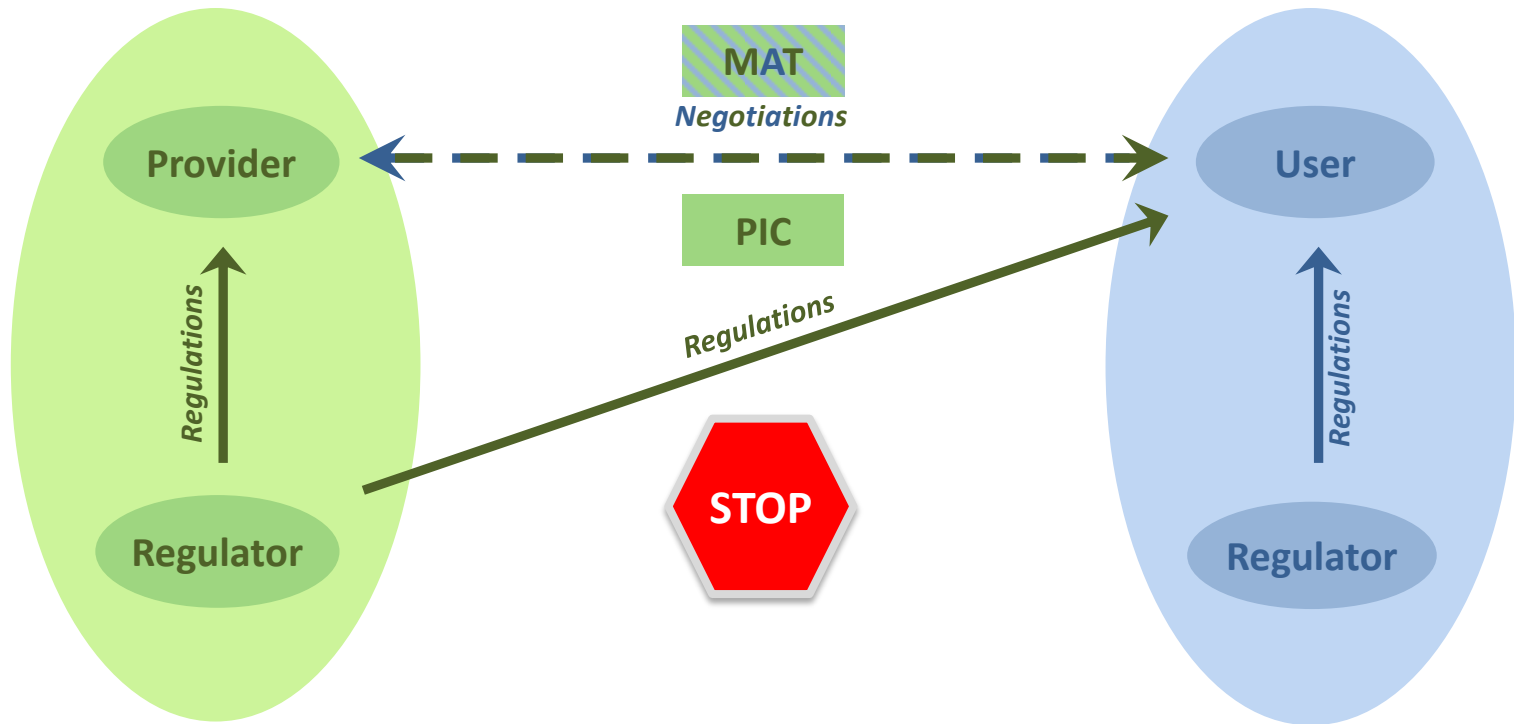 MAT
Negotiations
Provider
User
PIC
Regulations
Regulations
Regulations
STOP
Regulator
Regulator